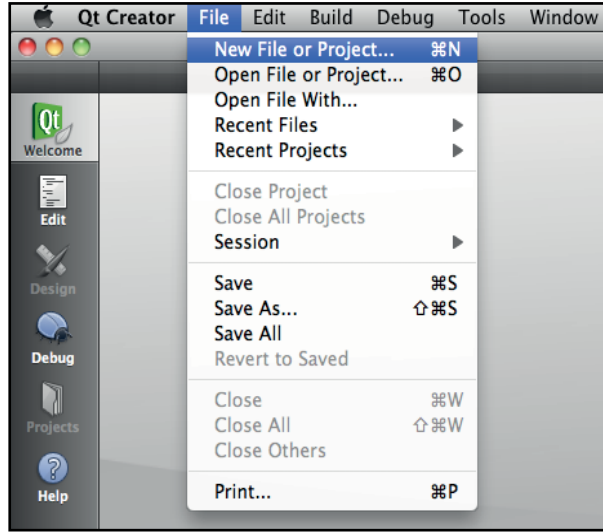 Qt Creator File Edit Build Debug Tools Window
New File or Project... ⌘N
Open File or Project... ⌘O
Open File With...
Recent Files ▶
Recent Projects ▶
Close Project
Close All Projects
Session ▶
Save ⌘S
Save As... ⇧⌘S
Save All
Revert to Saved
Close ⌘W
Close All ⇧⌘W
Close Others
Print... ⌘P
Qt
Welcome
Edit
Design
Debug
Projects
Help